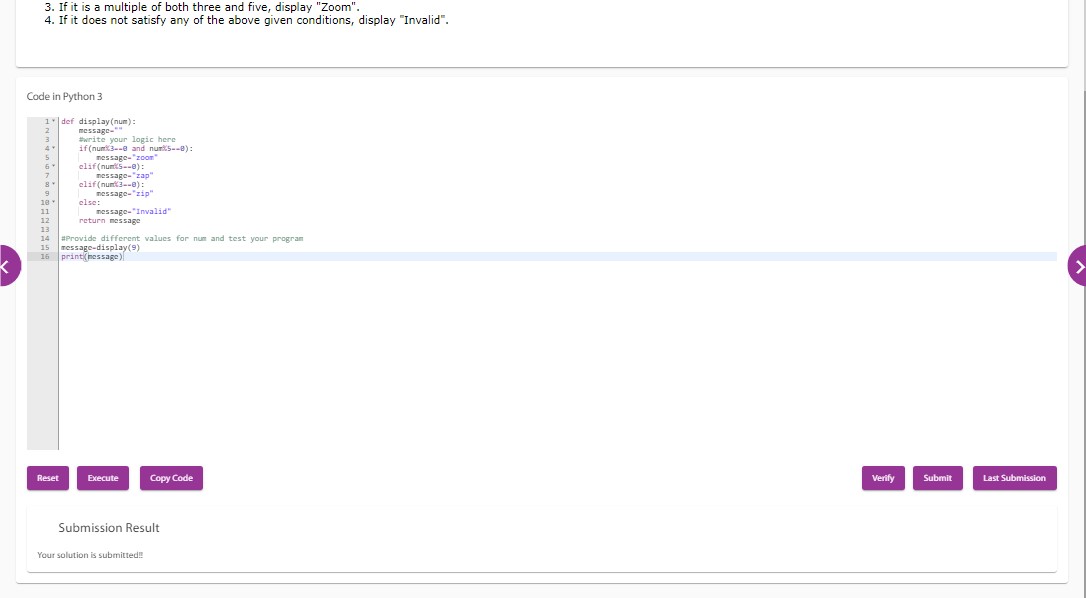 3. If it is a multiple of both three and five, display "Zoom".
4. If it does not satisfy any of the above given conditions, display "Invalid".
Code in Python 3
1 def display(num):
2 message=""
3 #write your logic here
4 if(num%3==0 and num%5==0):
5 message="zoom"
6 elif(num%5==0):
7 message="zap"
8 elif(num%3==0):
9 message="zip"
10 else:
11 message="Invalid"
12 return message
13
14 #Provide different values for num and test your program
15 message=display(9)
16 print(message)
Reset Execute Copy Code Verify Submit Last Submission
Submission Result
Your solution is submitted!!